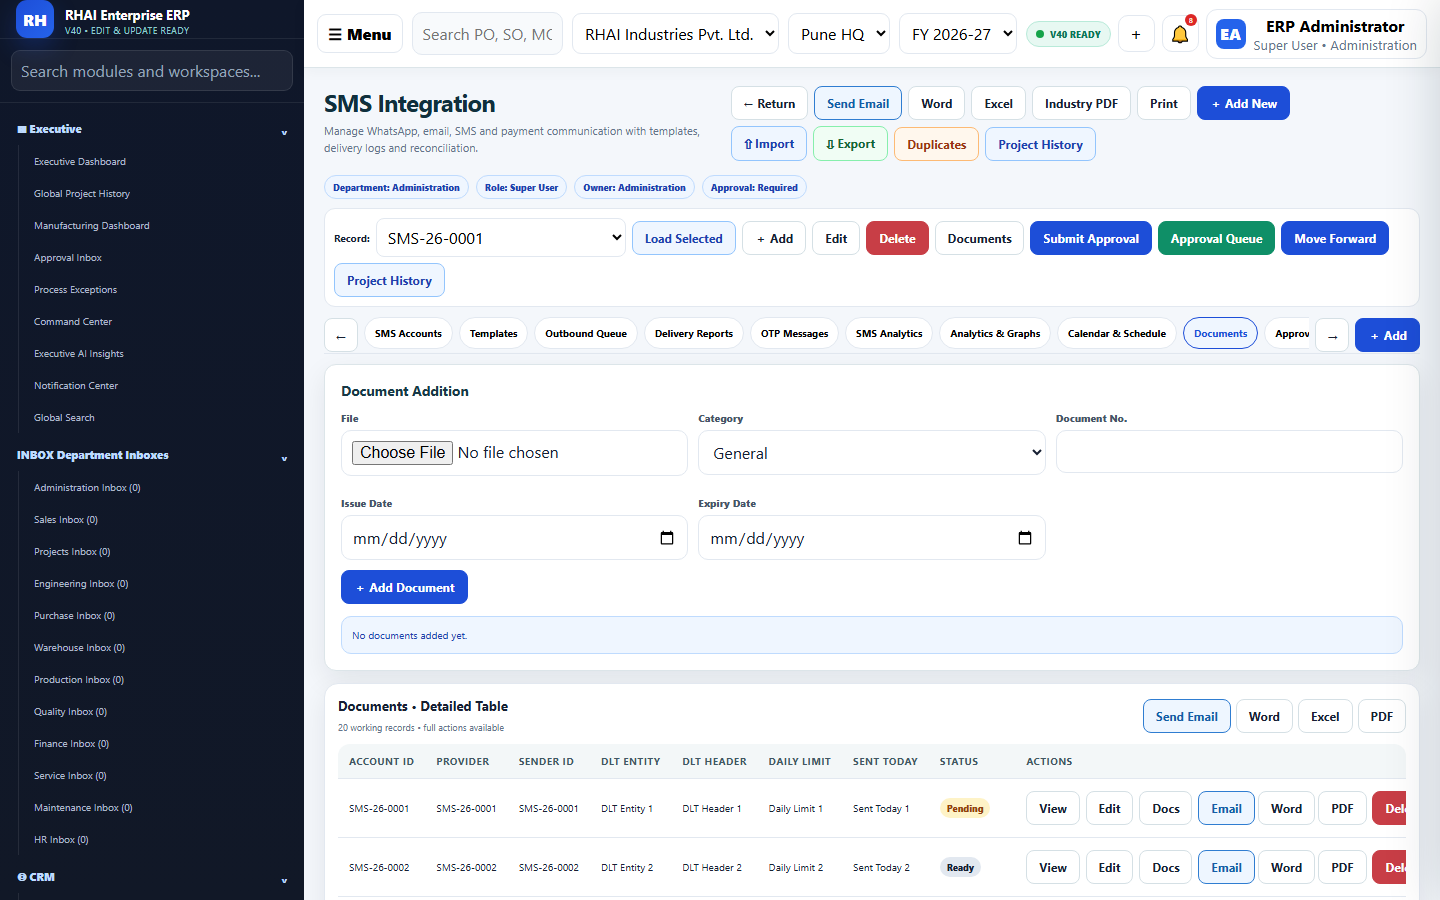 RH RHAI Enterprise ERP
V40 • EDIT & UPDATE READY
Search modules and workspaces...
Executive
Executive Dashboard
Global Project History
Manufacturing Dashboard
Approval Inbox
Process Exceptions
Command Center
Executive AI Insights
Notification Center
Global Search
INBOX Department Inboxes
Administration Inbox (0)
Sales Inbox (0)
Projects Inbox (0)
Engineering Inbox (0)
Purchase Inbox (0)
Warehouse Inbox (0)
Production Inbox (0)
Quality Inbox (0)
Finance Inbox (0)
Service Inbox (0)
Maintenance Inbox (0)
HR Inbox (0)
CRM
☰ Menu Search PO, SO, MC RHAI Industries Pvt. Ltd. Pune HQ FY 2026-27 V40 READY + 8 EA ERP Administrator
Super User • Administration
SMS Integration
Manage WhatsApp, email, SMS and payment communication with templates,
delivery logs and reconciliation.
← Return Send Email Word Excel Industry PDF Print + Add New
⇧ Import ⇩ Export Duplicates Project History
Department: Administration Role: Super User Owner: Administration Approval: Required
Record: SMS-26-0001 Load Selected + Add Edit Delete Documents Submit Approval Approval Queue Move Forward
Project History
← SMS Accounts Templates Outbound Queue Delivery Reports OTP Messages SMS Analytics Analytics & Graphs Calendar & Schedule Documents Approv → + Add
Document Addition
File Category Document No.
Choose File No file chosen General
Issue Date Expiry Date
mm/dd/yyyy mm/dd/yyyy
+ Add Document
No documents added yet.
Documents • Detailed Table
20 working records • full actions available
Send Email Word Excel PDF
ACCOUNT ID PROVIDER SENDER ID DLT ENTITY DLT HEADER DAILY LIMIT SENT TODAY STATUS ACTIONS
SMS-26-0001 SMS-26-0001 SMS-26-0001 DLT Entity 1 DLT Header 1 Daily Limit 1 Sent Today 1 Pending View Edit Docs Email Word PDF Del
SMS-26-0002 SMS-26-0002 SMS-26-0002 DLT Entity 2 DLT Header 2 Daily Limit 2 Sent Today 2 Ready View Edit Docs Email Word PDF Del